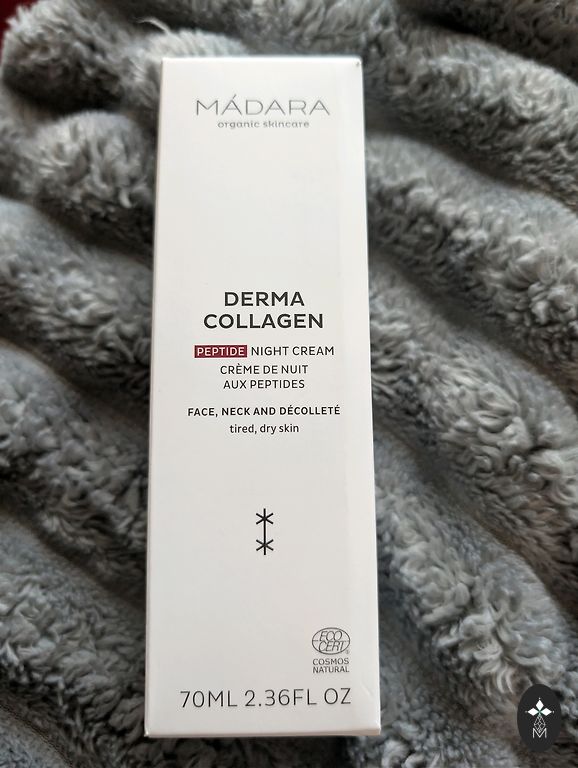 MÁDARA
organic skincare
DERMA
COLLAGEN
PEPTIDE NIGHT CREAM
CRÈME DE NUIT
AUX PEPTIDES
FACE, NECK AND DÉCOLLETÉ
tired, dry skin
ECO
CERT
COSMOS
NATURAL
70ML 2.36FL OZ
M